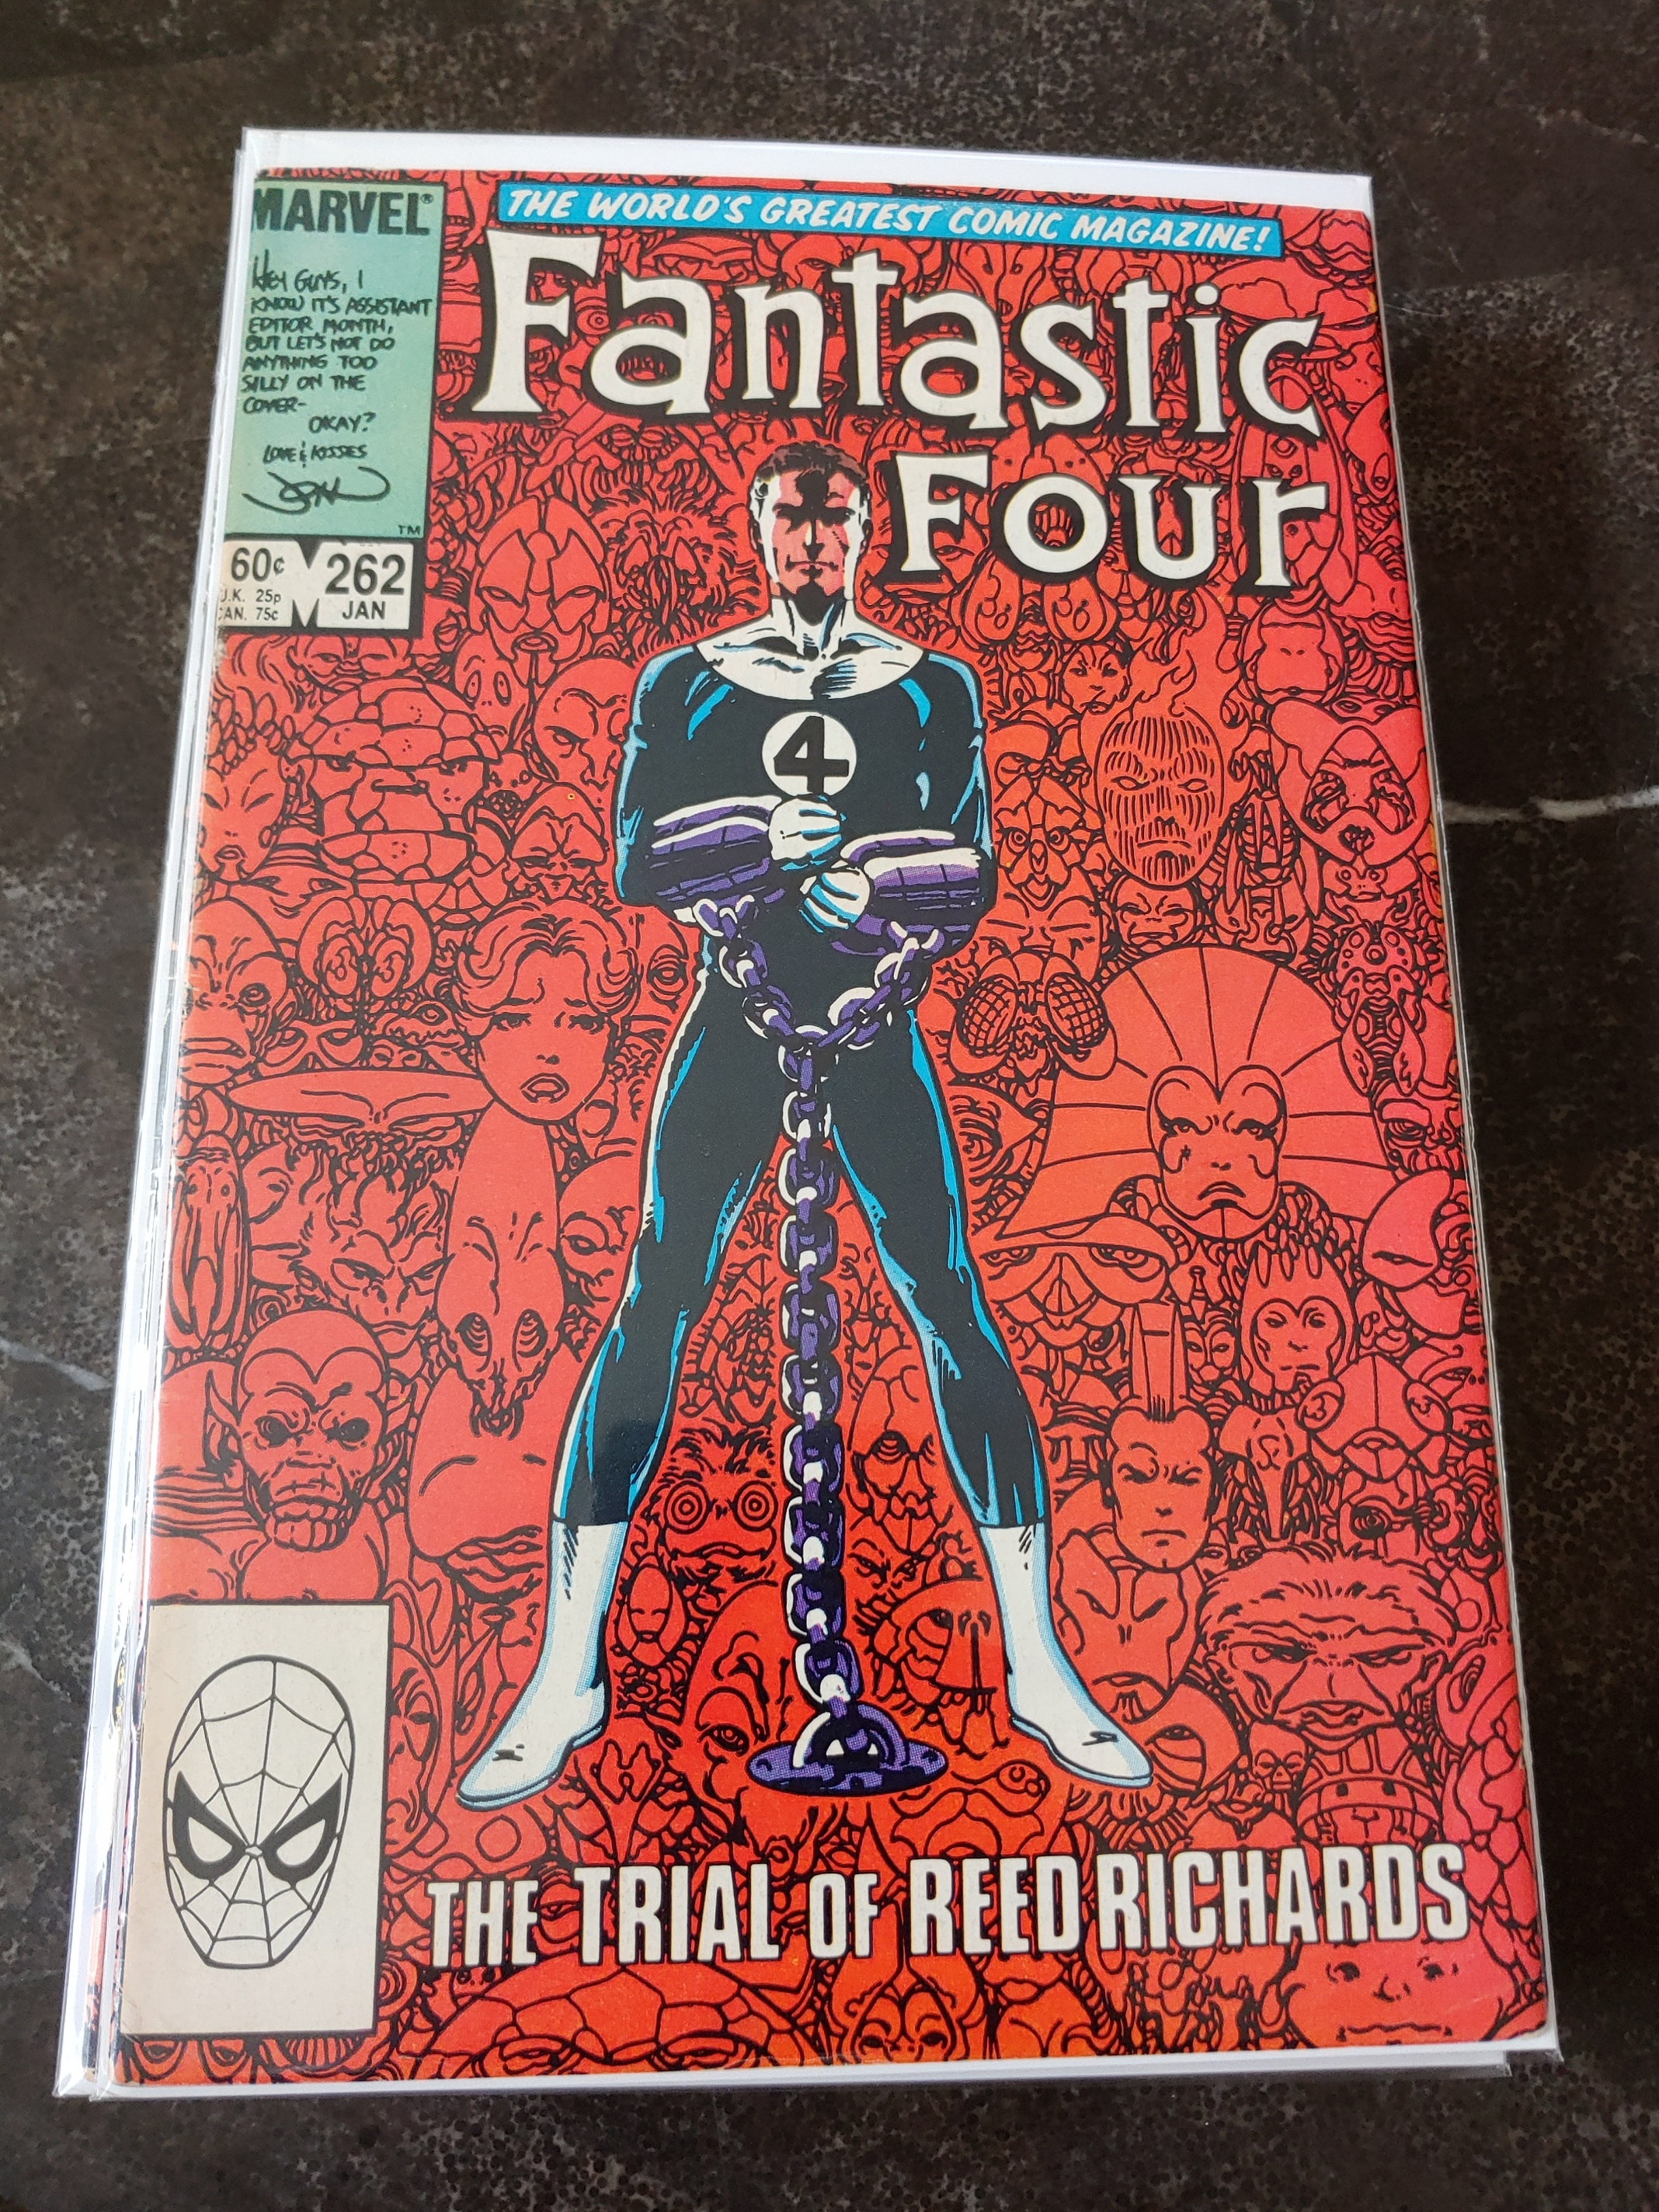 MARVEL®
THE WORLD'S GREATEST COMIC MAGAZINE!
Fantastic
Four
HEY GUYS, I
KNOW IT'S ASSISTANT
EDITOR MONTH,
BUT LET'S NOT DO
ANYTHING TOO
SILLY ON THE
COVER-
OKAY?
LOVE & KISSES
JOHN
TM
60¢
U.K. 25p
CAN. 75¢
M
262
JAN
4
THE TRIAL OF REED RICHARDS